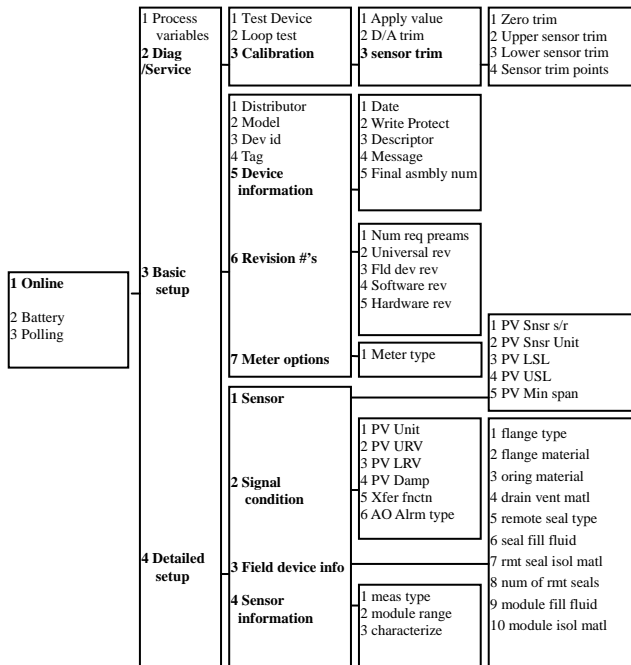 1 Online
2 Battery
3 Polling
1 Process
variables
2 Diag
/Service
3 Basic
setup
4 Detailed
setup
1 Test Device
2 Loop test
3 Calibration
1 Apply value
2 D/A trim
3 sensor trim
1 Zero trim
2 Upper sensor trim
3 Lower sensor trim
4 Sensor trim points
1 Distributor
2 Model
3 Dev id
4 Tag
5 Device
information
6 Revision #'s
7 Meter options
1 Date
2 Write Protect
3 Descriptor
4 Message
5 Final asmbly num
1 Num req preams
2 Universal rev
3 Fld dev rev
4 Software rev
5 Hardware rev
1 Meter type
1 Sensor
2 Signal
condition
3 Field device info
4 Sensor
information
1 PV Snsr s/r
2 PV Snsr Unit
3 PV LSL
4 PV USL
5 PV Min span
1 PV Unit
2 PV URV
3 PV LRV
4 PV Damp
5 Xfer fnctn
6 AO Alrm type
1 flange type
2 flange material
3 oring material
4 drain vent matl
5 remote seal type
6 seal fill fluid
7 rmt seal isol matl
8 num of rmt seals
9 module fill fluid
10 module isol matl
1 meas type
2 module range
3 characterize